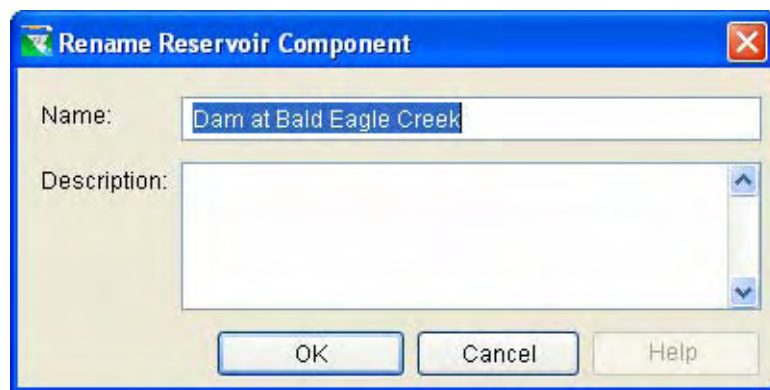 Rename Reservoir Component
Name: Dam at Bald Eagle Creek
Description:
OK Cancel Help